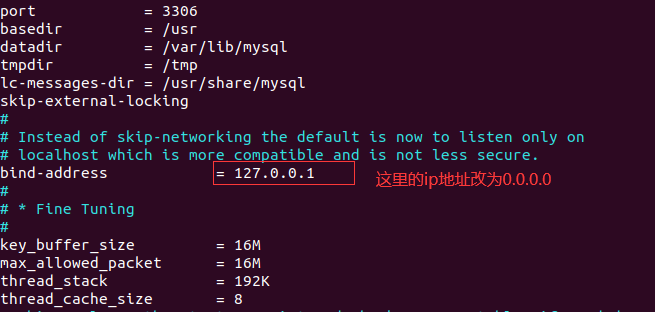 port            = 3306
basedir         = /usr
datadir         = /var/lib/mysql
tmpdir          = /tmp
lc-messages-dir = /usr/share/mysql
skip-external-locking
#
# Instead of skip-networking the default is now to listen only on
# localhost which is more compatible and is not less secure.
bind-address            = 127.0.0.1 这里的ip地址改为0.0.0.0
#
# * Fine Tuning
#
key_buffer_size         = 16M
max_allowed_packet      = 16M
thread_stack            = 192K
thread_cache_size       = 8